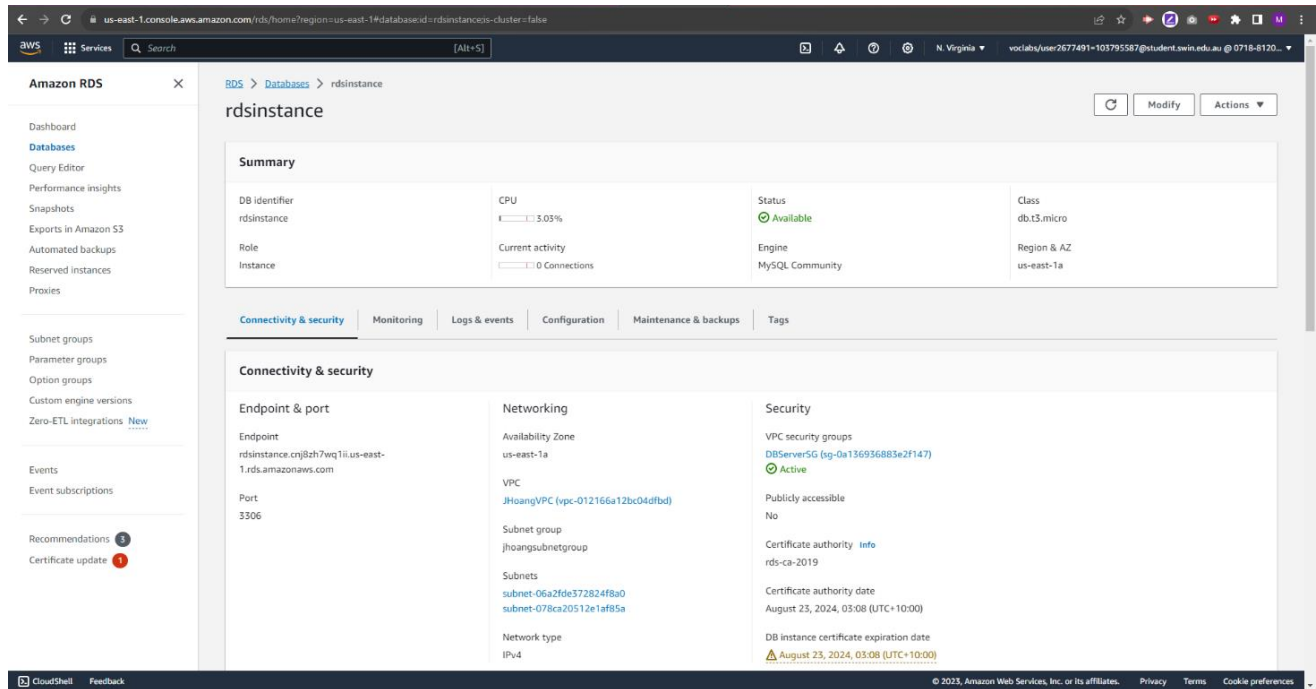 us-east-1.console.aws.amazon.com/rds/home?region=us-east-1#database:id=rdsinstance;is-cluster=false
aws
Services
Search
[Alt+S]
N. Virginia
voclabs/user2677491=103795587@student.swin.edu.au @ 0718-8120...
Amazon RDS
Dashboard
Databases
Query Editor
Performance insights
Snapshots
Exports in Amazon S3
Automated backups
Reserved instances
Proxies
Subnet groups
Parameter groups
Option groups
Custom engine versions
Zero-ETL integrations New
Events
Event subscriptions
Recommendations 3
Certificate update 1
RDS > Databases > rdsinstance
rdsinstance
Modify
Actions
Summary
DB identifier
rdsinstance
CPU
3.03%
Status
Available
Class
db.t3.micro
Role
Instance
Current activity
0 Connections
Engine
MySQL Community
Region & AZ
us-east-1a
Connectivity & security
Monitoring
Logs & events
Configuration
Maintenance & backups
Tags
Connectivity & security
Endpoint & port
Endpoint
rdsinstance.cnj8zh7wq1ii.us-east-
1.rds.amazonaws.com
Port
3306
Networking
Availability Zone
us-east-1a
VPC
JHoangVPC (vpc-012166a12bc04dfbd)
Subnet group
jhoangsubnetgroup
Subnets
subnet-06a2fde372824f8a0
subnet-078ca20512e1af85a
Network type
IPv4
Security
VPC security groups
DBServerSG (sg-0a136936883e2f147)
Active
Publicly accessible
No
Certificate authority Info
rds-ca-2019
Certificate authority date
August 23, 2024, 03:08 (UTC+10:00)
DB instance certificate expiration date
August 23, 2024, 03:08 (UTC+10:00)
CloudShell
Feedback
© 2023, Amazon Web Services, Inc. or its affiliates.
Privacy
Terms
Cookie preferences